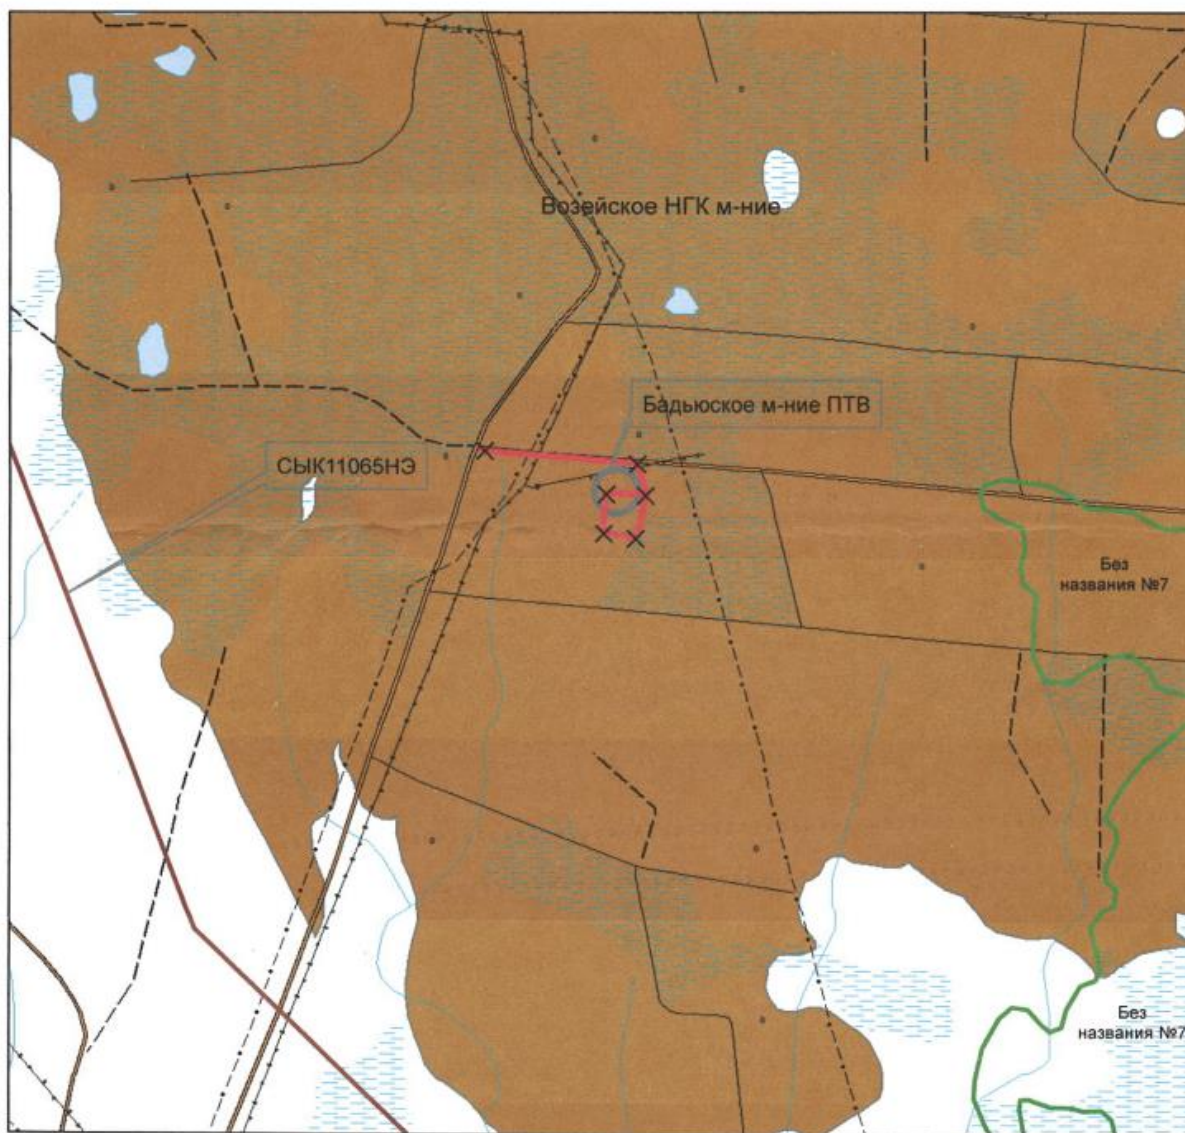 Возейское НГК м-ние
Бадьюское м-ние ПТВ
СЫК11065НЭ
Без
названия №7
Без
названия №7